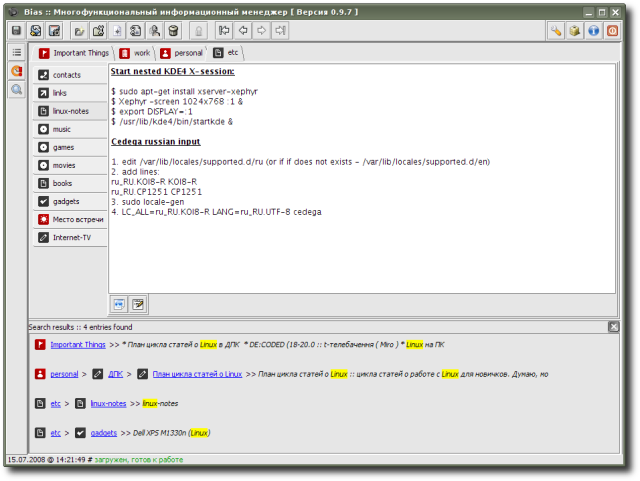 Bias :: Многофункциональный информационный менеджер [ Версия 0.9.7 ]
Important Things
work
personal
etc
contacts
links
linux-notes
music
games
movies
books
gadgets
Место встречи
Internet-TV
Start nested KDE4 X-session:
$ sudo apt-get install xserver-xephyr
$ Xephyr -screen 1024x768 :1 &
$ export DISPLAY=:1
$ /usr/lib/kde4/bin/startkde &
Cedega russian input
1. edit /var/lib/locales/supported.d/ru (or if if does not exists - /var/lib/locales/supported.d/en)
2. add lines:
ru_RU.KOI8-R KOI8-R
ru_RU.CP1251 CP1251
3. sudo locale-gen
4. LC_ALL=ru_RU.KOI8-R LANG=ru_RU.UTF-8 cedega
Search results :: 4 entries found
Important Things >> * План цикла статей о Linux в ДПК * DE:CODED (18-20.0 :: t-телебачення ( Miro ) * Linux на ПК
personal > ДПК > План цикла статей о Linux >> План цикла статей о Linux :: цикл статей о работе с Linux для новичков. Думаю, но
etc > linux-notes >> linux-notes
etc > gadgets >> Dell XPS M1330n (Linux)
15.07.2008 @ 14:21:49 # загружен, готов к работе